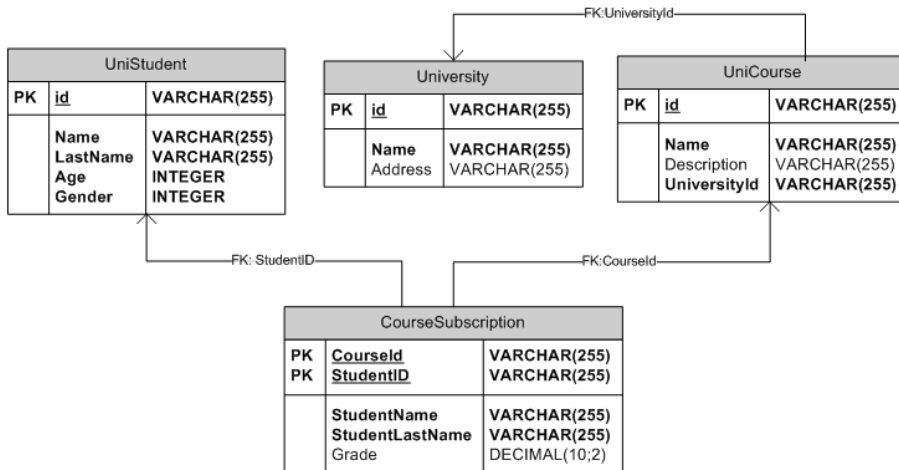 FK:UniversityId
UniStudent
PK id VARCHAR(255)
Name VARCHAR(255)
LastName VARCHAR(255)
Age INTEGER
Gender INTEGER
University
PK id VARCHAR(255)
Name VARCHAR(255)
Address VARCHAR(255)
UniCourse
PK id VARCHAR(255)
Name VARCHAR(255)
Description VARCHAR(255)
UniversityId VARCHAR(255)
FK: StudentID
FK:CourseId
CourseSubscription
PK CourseId VARCHAR(255)
PK StudentID VARCHAR(255)
StudentName VARCHAR(255)
StudentLastName VARCHAR(255)
Grade DECIMAL(10;2)